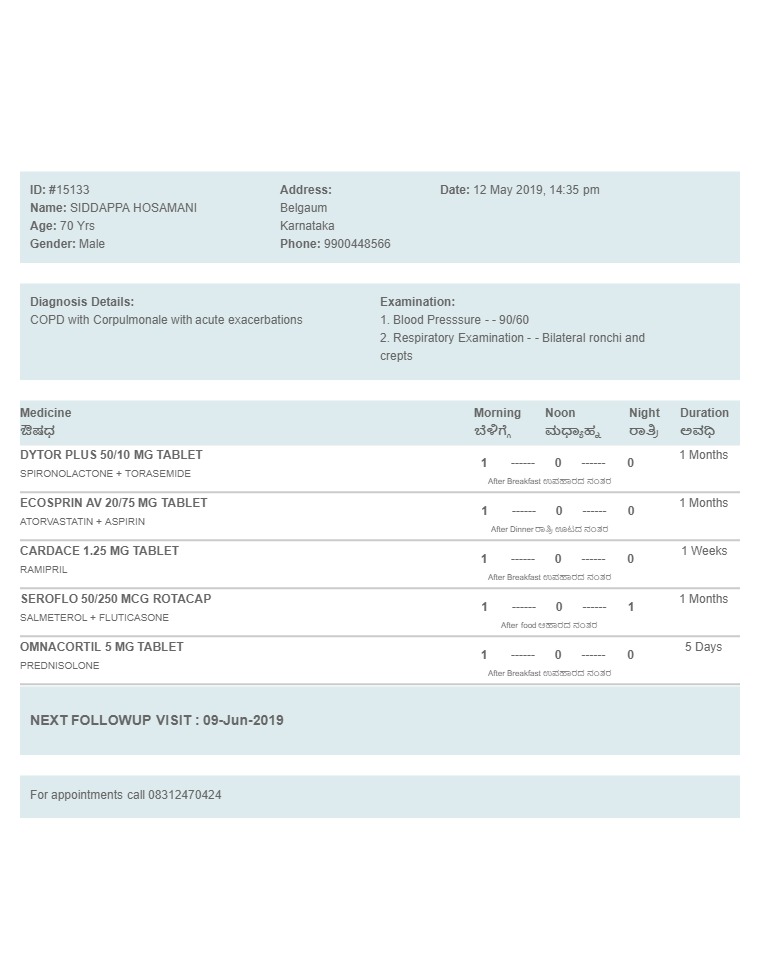 ID: #15133
Name: SIDDAPPA HOSAMANI
Age: 70 Yrs
Gender: Male
Address:
Belgaum
Karnataka
Phone: 9900448566
Date: 12 May 2019, 14:35 pm
Diagnosis Details:
COPD with Corpulmonale with acute exacerbations
Examination:
1. Blood Presssure - - 90/60
2. Respiratory Examination - - Bilateral ronchi and
crepts
Medicine Morning Noon Night Duration
ಔಷಧ ಬೆಳಿಗ್ಗೆ ಮಧ್ಯಾಹ್ನ ರಾತ್ರಿ ಅವಧಿ
DYTOR PLUS 50/10 MG TABLET 1 ------ 0 ------ 0 1 Months
SPIRONOLACTONE + TORASEMIDE After Breakfast ಉಪಹಾರದ ನಂತರ
ECOSPRIN AV 20/75 MG TABLET 1 ------ 0 ------ 0 1 Months
ATORVASTATIN + ASPIRIN After Dinner ರಾತ್ರಿ ಊಟದ ನಂತರ
CARDACE 1.25 MG TABLET 1 ------ 0 ------ 0 1 Weeks
RAMIPRIL After Breakfast ಉಪಹಾರದ ನಂತರ
SEROFLO 50/250 MCG ROTACAP 1 ------ 0 ------ 1 1 Months
SALMETEROL + FLUTICASONE After food ಆಹಾರದ ನಂತರ
OMNACORTIL 5 MG TABLET 1 ------ 0 ------ 0 5 Days
PREDNISOLONE After Breakfast ಉಪಹಾರದ ನಂತರ
NEXT FOLLOWUP VISIT : 09-Jun-2019
For appointments call 08312470424